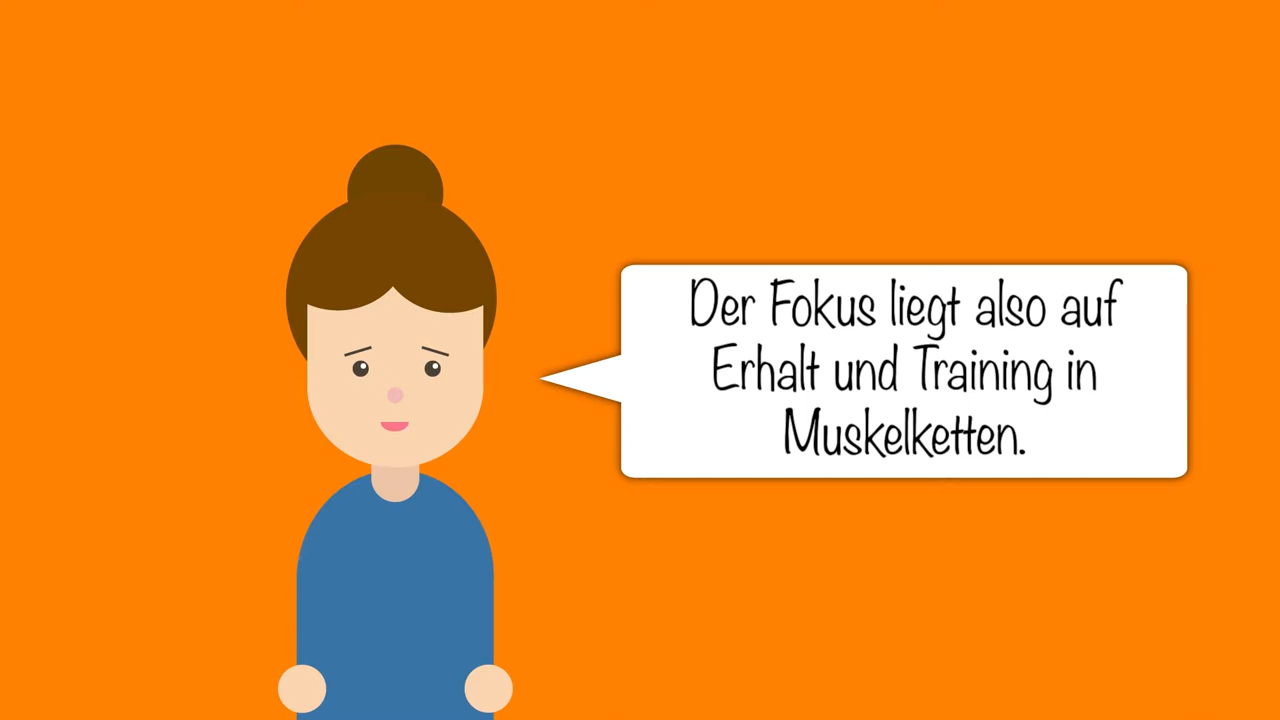 Der Fokus liegt also auf
Erhalt und Training in
Muskelketten.